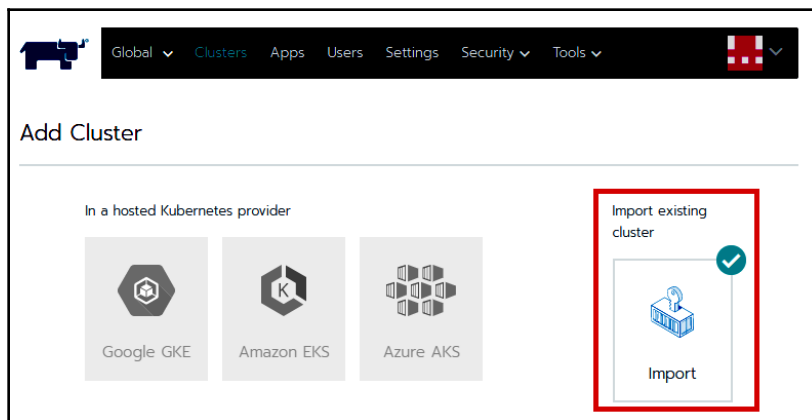 Global Clusters Apps Users Settings Security Tools
Add Cluster
In a hosted Kubernetes provider
Import existing
cluster
K
Google GKE Amazon EKS Azure AKS
Import